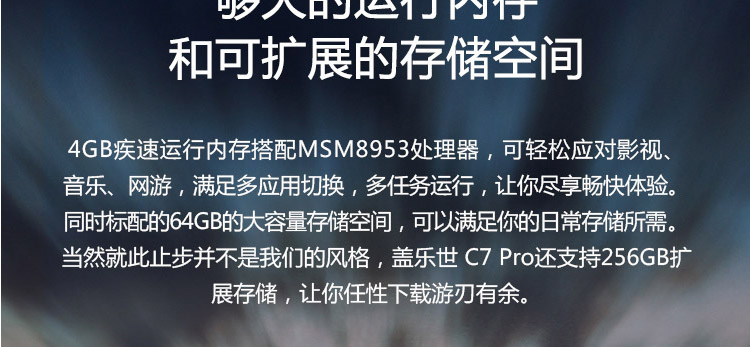 够大的运行内存
和可扩展的存储空间
4GB疾速运行内存搭配MSM8953处理器，可轻松应对影视、
音乐、网游，满足多应用切换，多任务运行，让你尽享畅快体验。
同时标配的64GB的大容量存储空间，可以满足你的日常存储所需。
当然就此止步并不是我们的风格，盖乐世 C7 Pro还支持256GB扩
展存储，让你任性下载游刃有余。